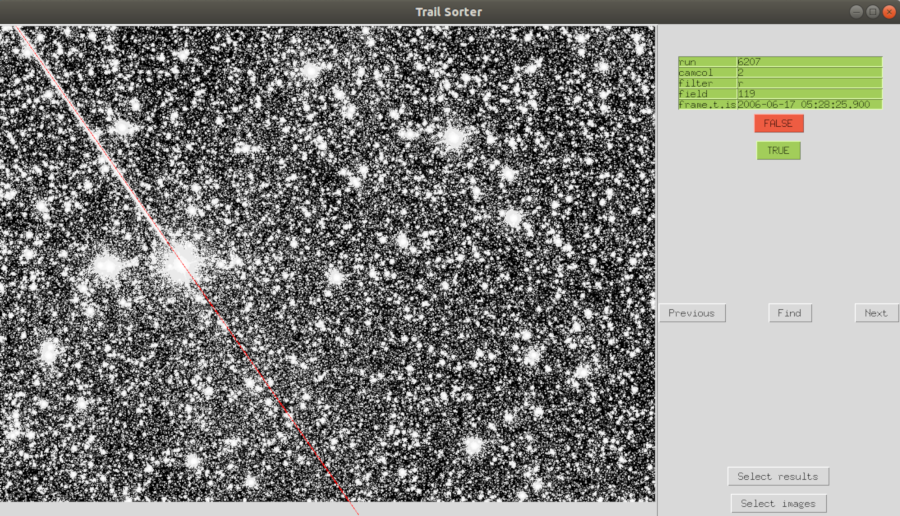 Trail Sorter
run 6207
camcol 2
filter r
field 119
frame.t.is 2006-06-17 05:28:25.900
FALSE
TRUE
Previous Find Next
Select results
Select images